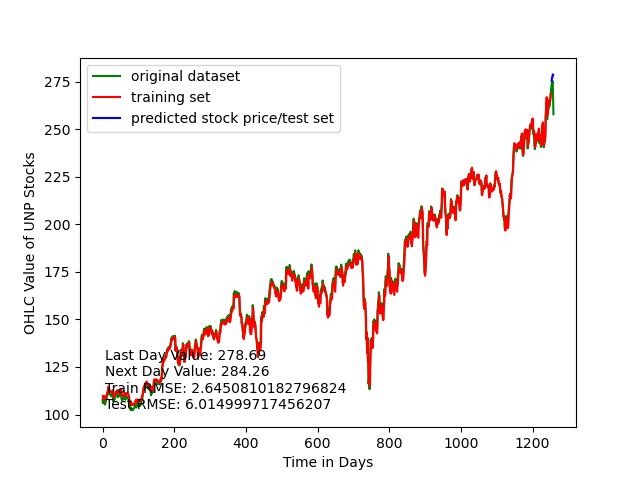 original dataset
training set
predicted stock price/test set
275
250
225
200
175
150
125
100
OHLC Value of UNP Stocks
Last Day Value: 278.69
Next Day Value: 284.26
Train RMSE: 2.6450810182796824
Test RMSE: 6.014999717456207
0 200 400 600 800 1000 1200
Time in Days